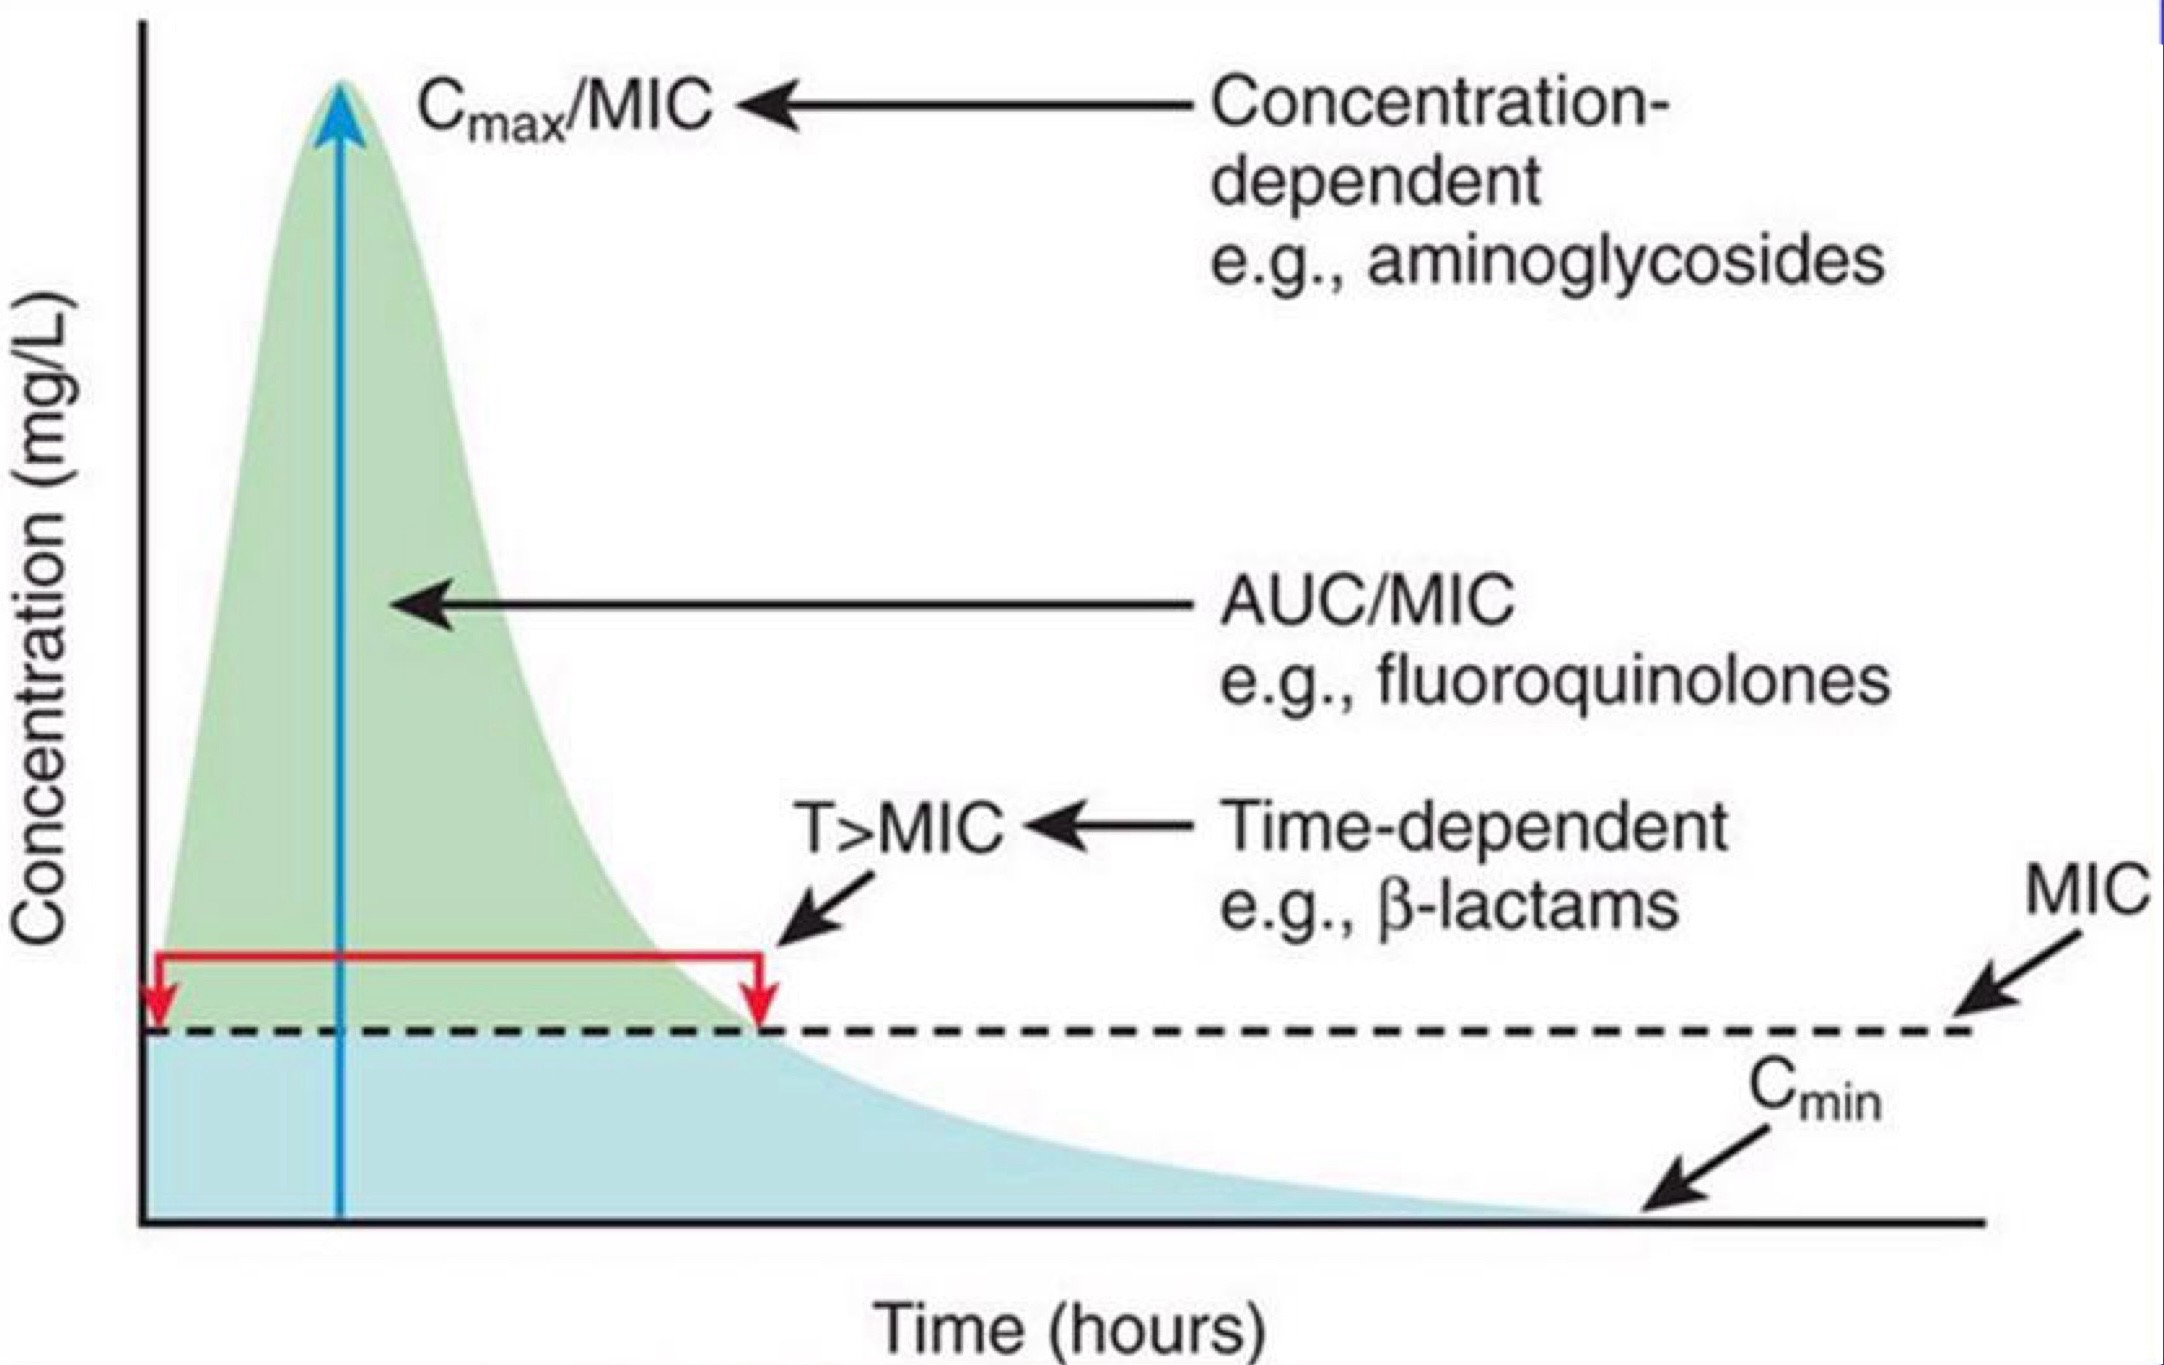 Cmax/MIC
Concentration-
dependent
e.g., aminoglycosides
Concentration (mg/L)
AUC/MIC
e.g., fluoroquinolones
T>MIC
Time-dependent
e.g., β-lactams
MIC
Cmin
Time (hours)